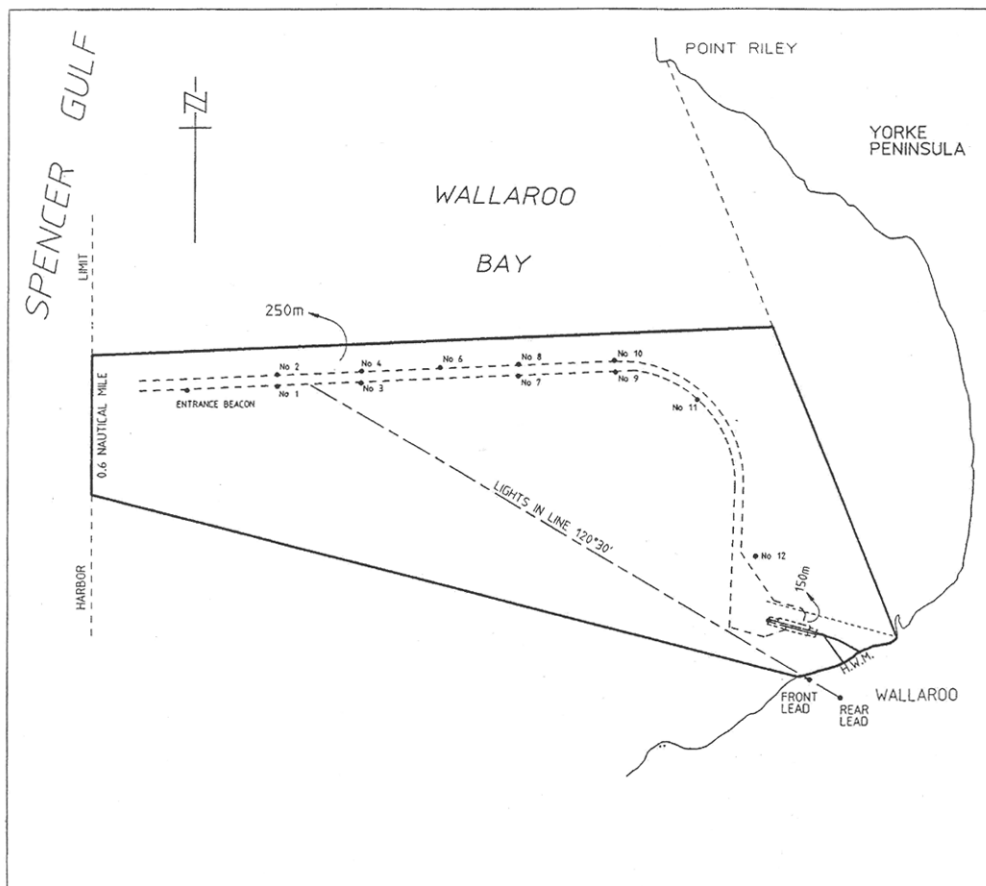 SPENCER GULF
N
POINT RILEY
YORKE
PENINSULA
WALLAROO
BAY
LIMIT
250m
No 2
No 4
No 6
No 8
No 10
ENTRANCE BEACON
No 1
No 3
No 7
No 9
No 11
0.6 NAUTICAL MILE
LIGHTS IN LINE 120°30'
No 12
150m
HARBOR
H.W.M.
FRONT
LEAD
REAR
LEAD
WALLAROO